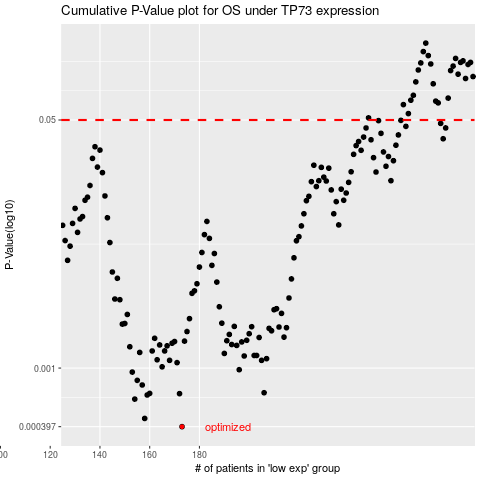 Cumulative P-Value plot for OS under TP73 expression
P-Value(log10)
0.05
0.001
0.000397
optimized
00 120 140 160 180
# of patients in 'low exp' group